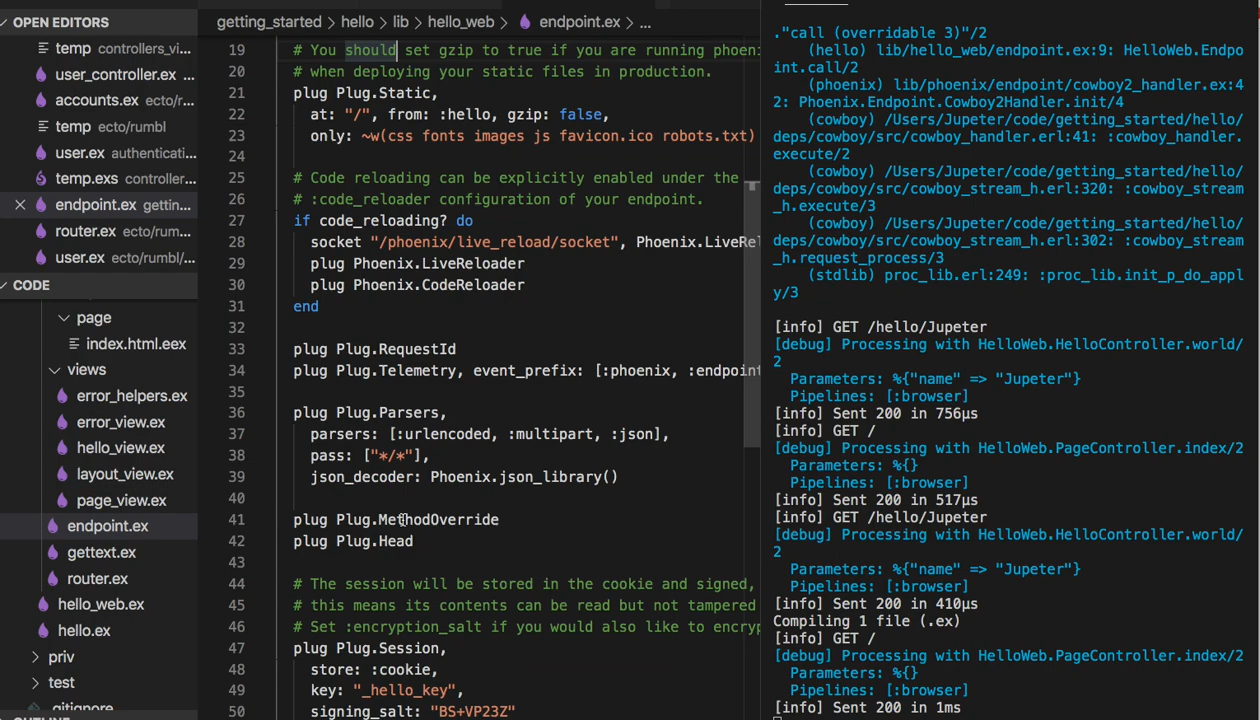 OPEN EDITORS
temp controllers_vi...
user_controller.ex ...
accounts.ex ecto/r...
temp ecto/rumbl
user.ex authenticati...
temp.exs controller...
endpoint.ex gettin...
router.ex ecto/rum...
user.ex ecto/rumbl/...
CODE
page
index.html.eex
views
error_helpers.ex
error_view.ex
hello_view.ex
layout_view.ex
page_view.ex
endpoint.ex
gettext.ex
router.ex
hello_web.ex
hello.ex
priv
test
.gitignore
OUTLINE
getting_started > hello > lib > hello_web > endpoint.ex > ...
19 # You should set gzip to true if you are running phoeni
20 # when deploying your static files in production.
21 plug Plug.Static,
22 at: "/", from: :hello, gzip: false,
23 only: ~w(css fonts images js favicon.ico robots.txt)
24
25 # Code reloading can be explicitly enabled under the
26 # :code_reloader configuration of your endpoint.
27 if code_reloading? do
28 socket "/phoenix/live_reload/socket", Phoenix.LiveRel
29 plug Phoenix.LiveReloader
30 plug Phoenix.CodeReloader
31 end
32
33 plug Plug.RequestId
34 plug Plug.Telemetry, event_prefix: [:phoenix, :endpoint
35
36 plug Plug.Parsers,
37 parsers: [:urlencoded, :multipart, :json],
38 pass: ["*/*"],
39 json_decoder: Phoenix.json_library()
40
41 plug Plug.MethodOverride
42 plug Plug.Head
43
44 # The session will be stored in the cookie and signed,
45 # this means its contents can be read but not tampered
46 # Set :encryption_salt if you would also like to encryp
47 plug Plug.Session,
48 store: :cookie,
49 key: "_hello_key",
50 signing_salt: "BS+VP23Z"
."call (overridable 3)"/2
(hello) lib/hello_web/endpoint.ex:9: HelloWeb.Endpo
int.call/2
(phoenix) lib/phoenix/endpoint/cowboy2_handler.ex:4
2: Phoenix.Endpoint.Cowboy2Handler.init/4
(cowboy) /Users/Jupeter/code/getting_started/hello/
deps/cowboy/src/cowboy_handler.erl:41: :cowboy_handler.
execute/2
(cowboy) /Users/Jupeter/code/getting_started/hello/
deps/cowboy/src/cowboy_stream_h.erl:320: :cowboy_stream
_h.execute/3
(cowboy) /Users/Jupeter/code/getting_started/hello/
deps/cowboy/src/cowboy_stream_h.erl:302: :cowboy_stream
_h.request_process/3
(stdlib) proc_lib.erl:249: :proc_lib.init_p_do_appl
y/3
[info] GET /hello/Jupeter
[debug] Processing with HelloWeb.HelloController.world/
2
Parameters: %{"name" => "Jupeter"}
Pipelines: [:browser]
[info] Sent 200 in 756µs
[info] GET /
[debug] Processing with HelloWeb.PageController.index/2
Parameters: %{}
Pipelines: [:browser]
[info] Sent 200 in 517µs
[info] GET /hello/Jupeter
[debug] Processing with HelloWeb.HelloController.world/
2
Parameters: %{"name" => "Jupeter"}
Pipelines: [:browser]
[info] Sent 200 in 410µs
Compiling 1 file (.ex)
[info] GET /
[debug] Processing with HelloWeb.PageController.index/2
Parameters: %{}
Pipelines: [:browser]
[info] Sent 200 in 1ms